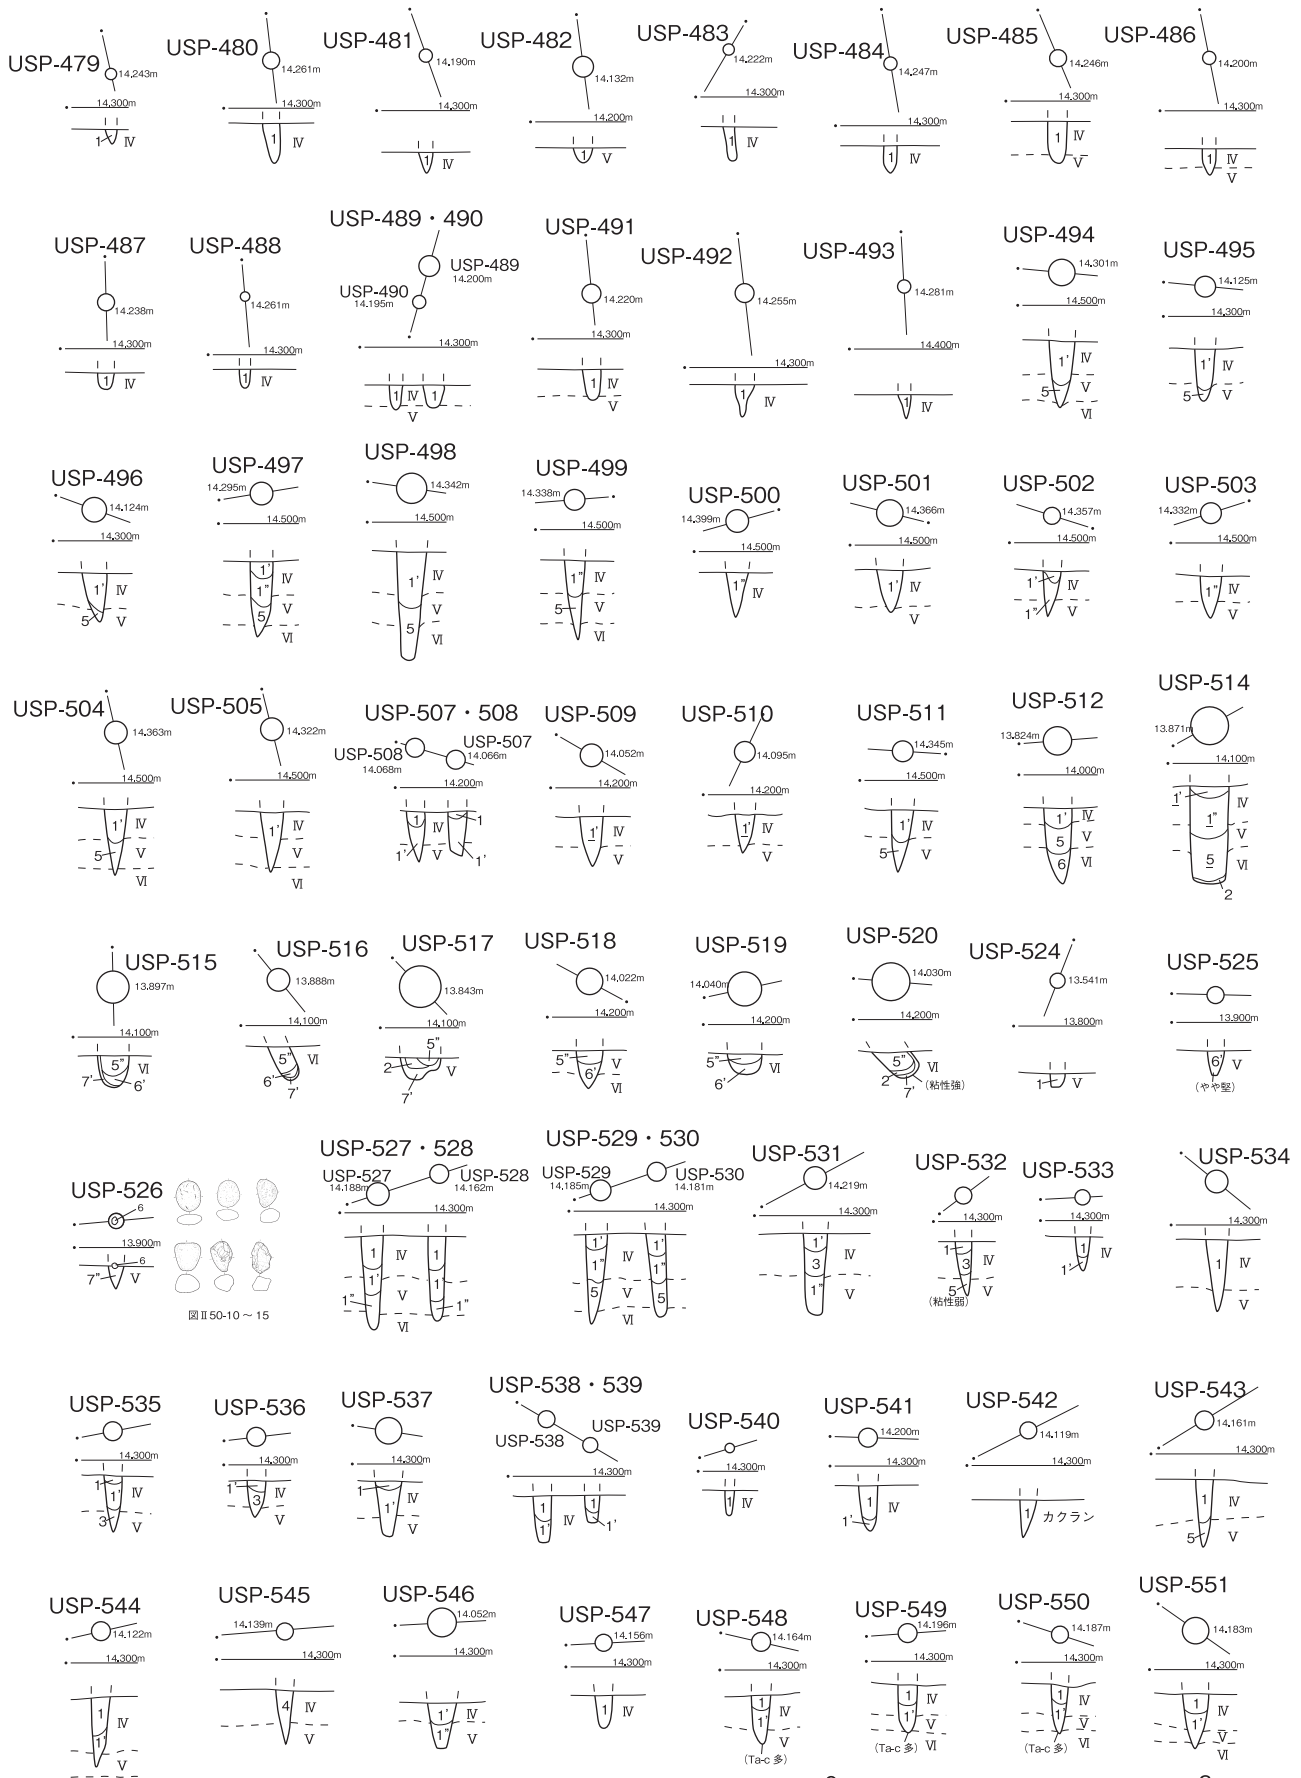 USP-479
14.243m
14.300m
1
Ⅳ
USP-480
14.261m
14.300m
1
Ⅳ
USP-481
14.190m
14.300m
1
Ⅳ
USP-482
14.132m
14.200m
1
Ⅴ
USP-483
14.222m
14.300m
1
Ⅳ
USP-484
14.247m
14.300m
1
Ⅳ
USP-485
14.246m
14.300m
1
Ⅳ
Ⅴ
USP-486
14.200m
14.300m
1
Ⅳ
Ⅴ
USP-487
14.238m
14.300m
1
Ⅳ
USP-488
14.261m
14.300m
1
Ⅳ
USP-489・490
USP-489
14.200m
USP-490
14.195m
14.300m
1
Ⅳ
1
Ⅴ
USP-491
14.220m
14.300m
1
Ⅳ
Ⅴ
USP-492
14.255m
14.300m
1
Ⅳ
USP-493
14.281m
14.400m
1
Ⅳ
USP-494
14.301m
14.500m
1'
Ⅳ
5
Ⅴ
Ⅵ
USP-495
14.125m
14.300m
1'
Ⅳ
5
Ⅴ
USP-496
14.124m
14.300m
1'
Ⅳ
5
Ⅴ
USP-497
14.295m
14.500m
1'
Ⅳ
1"
Ⅴ
5
Ⅵ
USP-498
14.342m
14.500m
1'
Ⅳ
Ⅴ
5
Ⅵ
USP-499
14.338m
14.500m
1"
Ⅳ
5
Ⅴ
Ⅵ
USP-500
14.399m
14.500m
1"
Ⅳ
USP-501
14.366m
14.500m
1'
Ⅳ
Ⅴ
USP-502
14.357m
14.500m
1'
Ⅳ
1"
Ⅴ
USP-503
14.332m
14.500m
1"
Ⅳ
Ⅴ
USP-504
14.363m
14.500m
1'
Ⅳ
5
Ⅴ
Ⅵ
USP-505
14.322m
14.500m
1'
Ⅳ
Ⅴ
Ⅵ
USP-507・508
USP-507
14.066m
USP-508
14.068m
14.200m
1
Ⅳ
1
1'
Ⅴ
1'
USP-509
14.052m
14.200m
1'
Ⅳ
Ⅴ
USP-510
14.095m
14.200m
1'
Ⅳ
Ⅴ
USP-511
14.345m
14.500m
1'
Ⅳ
5
Ⅴ
Ⅵ
USP-512
13.824m
14.000m
1'
Ⅳ
5
Ⅴ
6
Ⅵ
USP-514
13.871m
14.100m
1'
Ⅳ
1"
Ⅴ
5
Ⅵ
2
USP-515
13.897m
14.100m
5"
Ⅵ
7'
6'
USP-516
13.888m
14.100m
5"
Ⅵ
6'
7'
USP-517
13.843m
14.100m
5"
2
Ⅴ
7'
USP-518
14.022m
14.200m
5"
Ⅴ
6'
Ⅵ
USP-519
14.040m
14.200m
5"
Ⅵ
6'
USP-520
14.030m
14.200m
5"
Ⅵ
2
7'
(粘性強)
USP-524
13.541m
13.800m
1
Ⅴ
USP-525
13.900m
6'
Ⅴ
(やや堅)
USP-526
6
13.900m
6
7"
Ⅴ
図Ⅱ50-10～15
USP-527・528
USP-527
14.188m
USP-528
14.162m
14.300m
1
Ⅳ
1
1'
Ⅴ
1'
1"
1"
Ⅵ
USP-529・530
USP-529
14.185m
USP-530
14.181m
14.300m
1'
Ⅳ
1'
1"
1"
5
Ⅴ
5
Ⅵ
USP-531
14.219m
14.300m
1'
Ⅳ
3
1"
Ⅴ
USP-532
14.300m
1
Ⅳ
3
5
Ⅴ
(粘性弱)
USP-533
14.300m
1
Ⅳ
1'
USP-534
14.300m
1
Ⅳ
Ⅴ
USP-535
14.300m
1
1'
Ⅳ
3
Ⅴ
USP-536
14.300m
1'
Ⅳ
3
Ⅴ
USP-537
14.300m
1
Ⅳ
1'
Ⅴ
USP-538・539
USP-538
USP-539
14.300m
1
Ⅳ
1
1'
1'
USP-540
14.300m
1
Ⅳ
USP-541
14.200m
14.300m
1
Ⅳ
1'
USP-542
14.119m
14.300m
1
カクラン
USP-543
14.161m
14.300m
1
Ⅳ
5
Ⅴ
USP-544
14.122m
14.300m
1
Ⅳ
1'
Ⅴ
USP-545
14.139m
14.300m
4
Ⅳ
Ⅴ
USP-546
14.052m
14.300m
1'
Ⅳ
1"
Ⅴ
USP-547
14.156m
14.300m
1
Ⅳ
USP-548
14.164m
14.300m
1
Ⅳ
1'
Ⅴ
(Ta-c 多)
USP-549
14.196m
14.300m
1
Ⅳ
1'
Ⅴ
Ⅵ
(Ta-c 多)
USP-550
14.187m
14.300m
1
Ⅳ
1'
Ⅴ
Ⅵ
(Ta-c 多)
USP-551
14.183m
14.300m
1
Ⅳ
1'
Ⅴ
Ⅵ